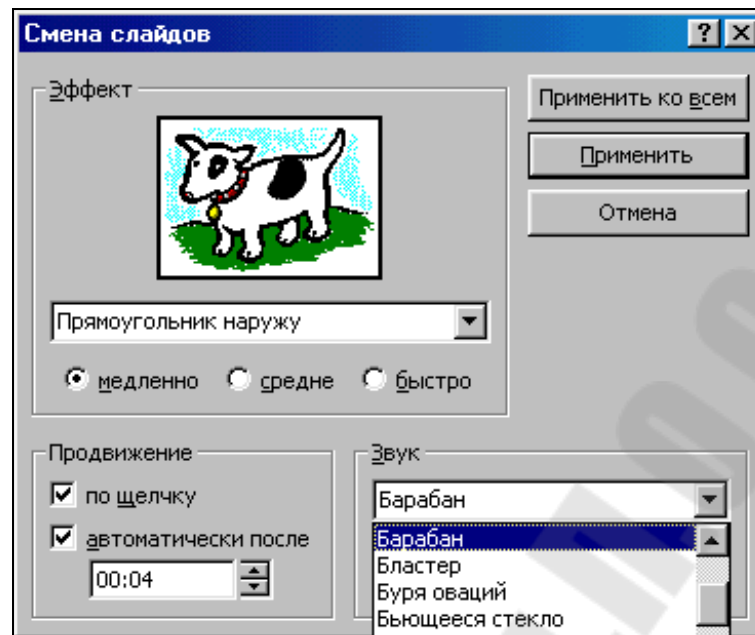 Смена слайдов
Эффект
Применить ко всем
Применить
Отмена
Прямоугольник наружу
медленно средне быстро
Продвижение
по щелчку
автоматически после
00:04
Звук
Барабан
Барабан
Бластер
Буря оваций
Бьющееся стекло